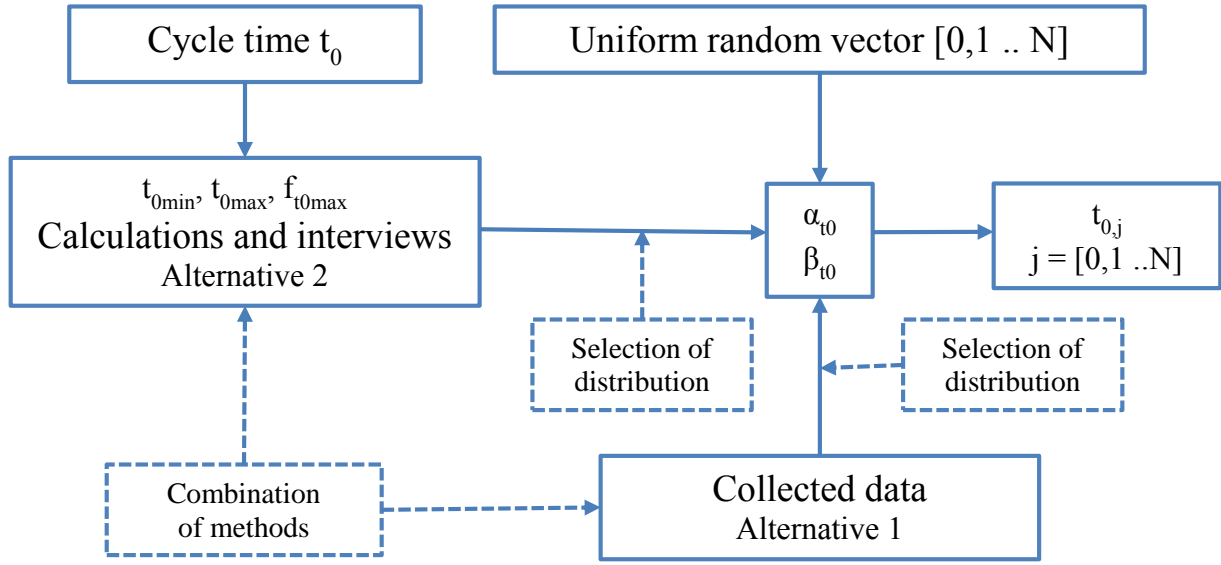 Cycle time t₀
Uniform random vector [0,1 .. N]
t₀ₘᵢₙ, t₀ₘₐₓ, fₜ₀ₘₐₓ
Calculations and interviews
Alternative 2
αₜ₀
βₜ₀
t₀,ⱼ
j = [0,1 ..N]
Selection of
distribution
Selection of
distribution
Combination
of methods
Collected data
Alternative 1